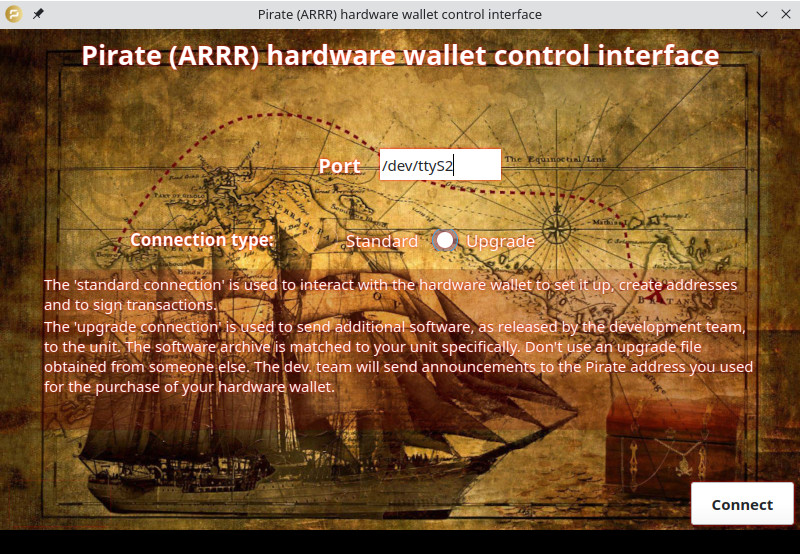 Pirate (ARRR) hardware wallet control interface
Pirate (ARRR) hardware wallet control interface
Port /dev/ttyS2
The Equinoctial Line
Connection type: Standard Upgrade
The 'standard connection' is used to interact with the hardware wallet to set it up, create addresses
and to sign transactions.
The 'upgrade connection' is used to send additional software, as released by the development team,
to the unit. The software archive is matched to your unit specifically. Don't use an upgrade file
obtained from someone else. The dev. team will send announcements to the Pirate address you used
for the purchase of your hardware wallet.
Connect